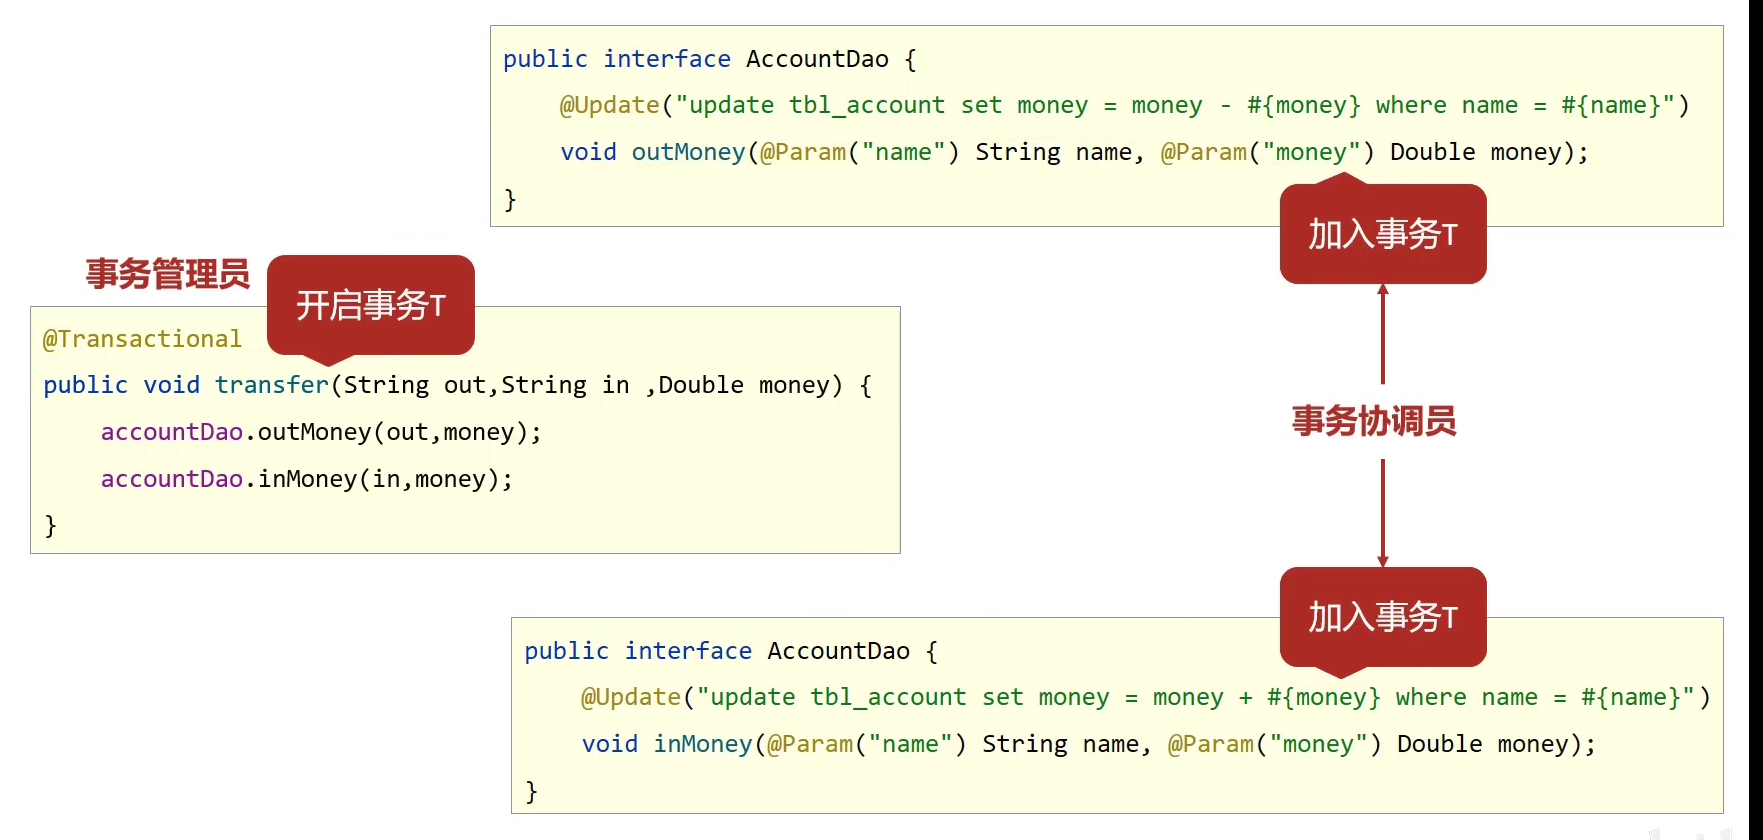 public interface AccountDao {
@Update("update tbl_account set money = money - #{money} where name = #{name}")
void outMoney(@Param("name") String name, @Param("money") Double money);
}
加入事务T
事务管理员
开启事务T
@Transactional
public void transfer(String out,String in ,Double money) {
accountDao.outMoney(out,money);
accountDao.inMoney(in,money);
}
事务协调员
加入事务T
public interface AccountDao {
@Update("update tbl_account set money = money + #{money} where name = #{name}")
void inMoney(@Param("name") String name, @Param("money") Double money);
}